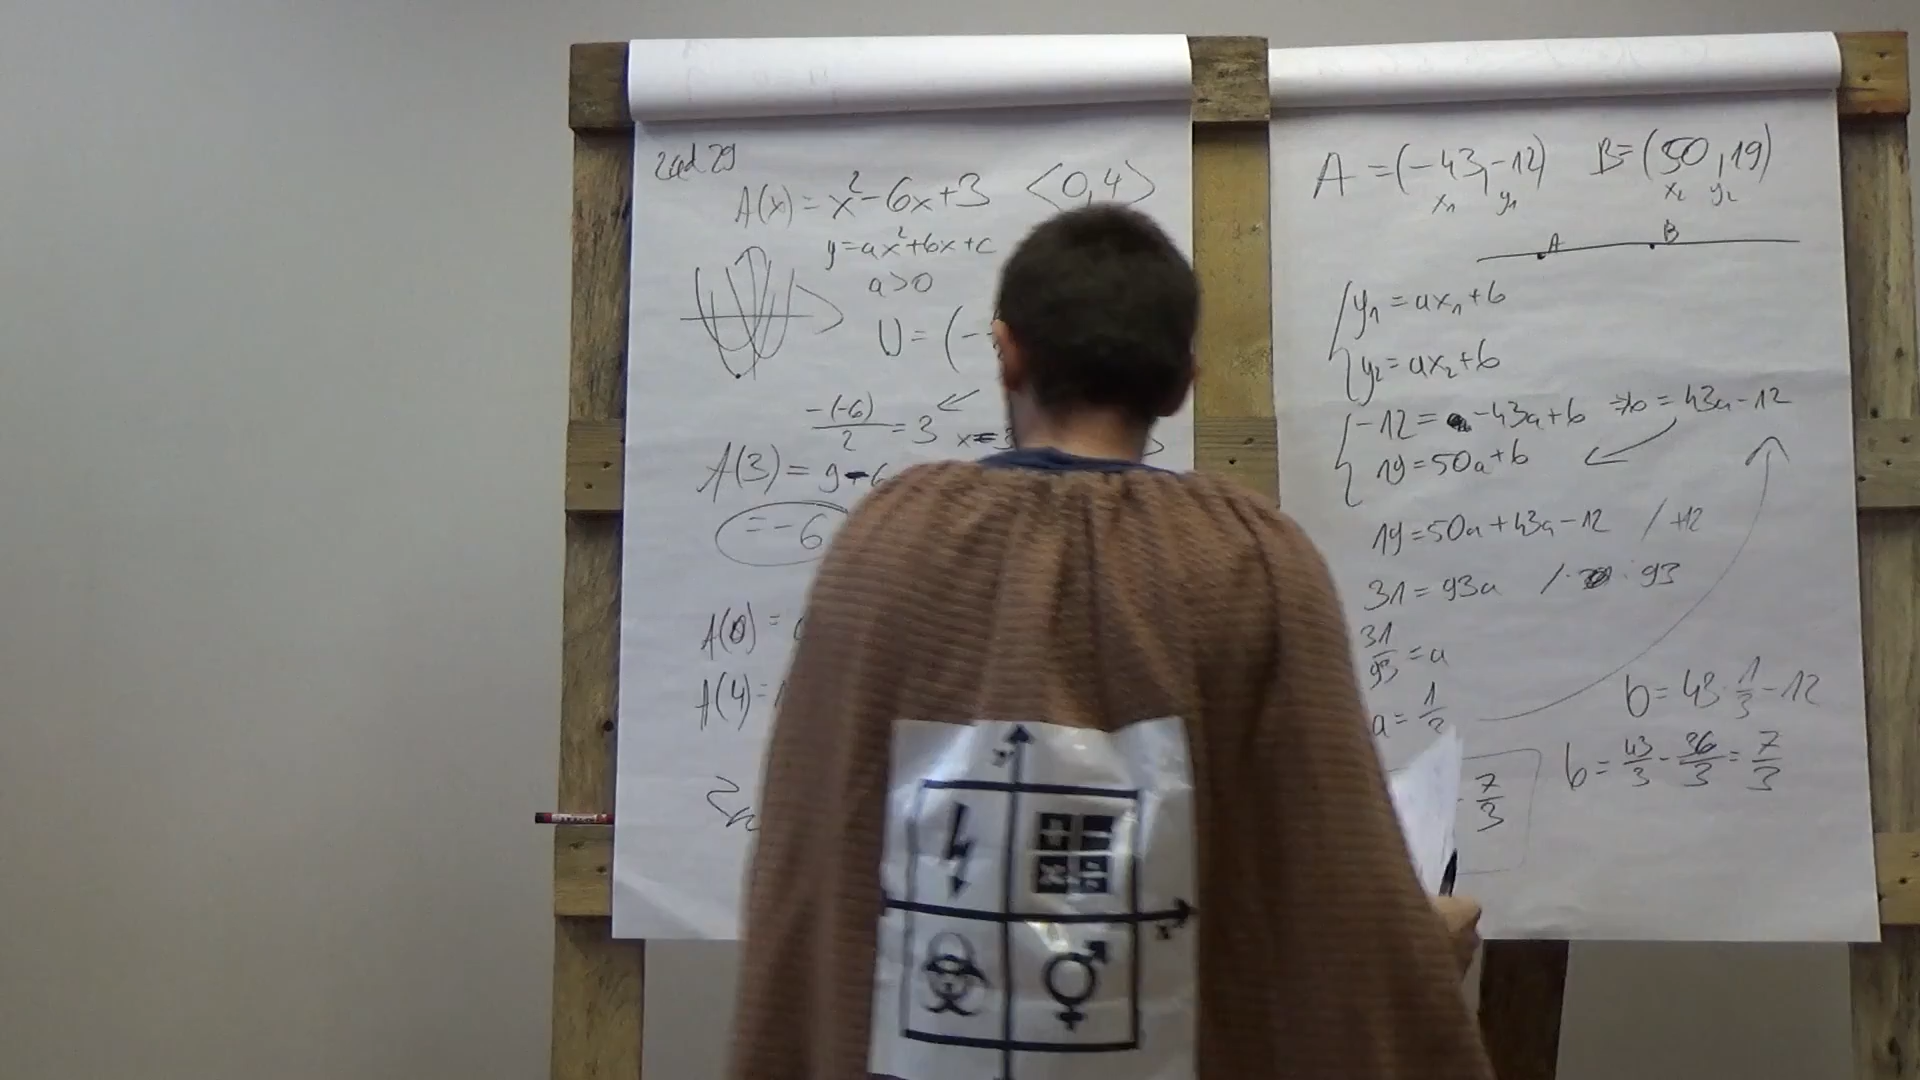 zad 29
A(x) = x²-6x+3 <0,4>
y=ax²+bx+c
a>0
U = (-
-(-6)/2 = 3 x=3
A(3) = 9-6
= -6
A(0) =
A(4) =
A = (-43,-12) B=(50,19)
x₁ y₁ x₂ y₂
A B
y₁ = ax₁+b
y₂ = ax₂+b
-12 = -43a+b => b = 43a-12
19=50a+b
19=50a+43a-12 / +12
31 = 93a / : 93
31/93 = a
a = 1/3
b = 43·1/3-12
b = 43/3 - 36/3 = 7/3
7/3
y
x